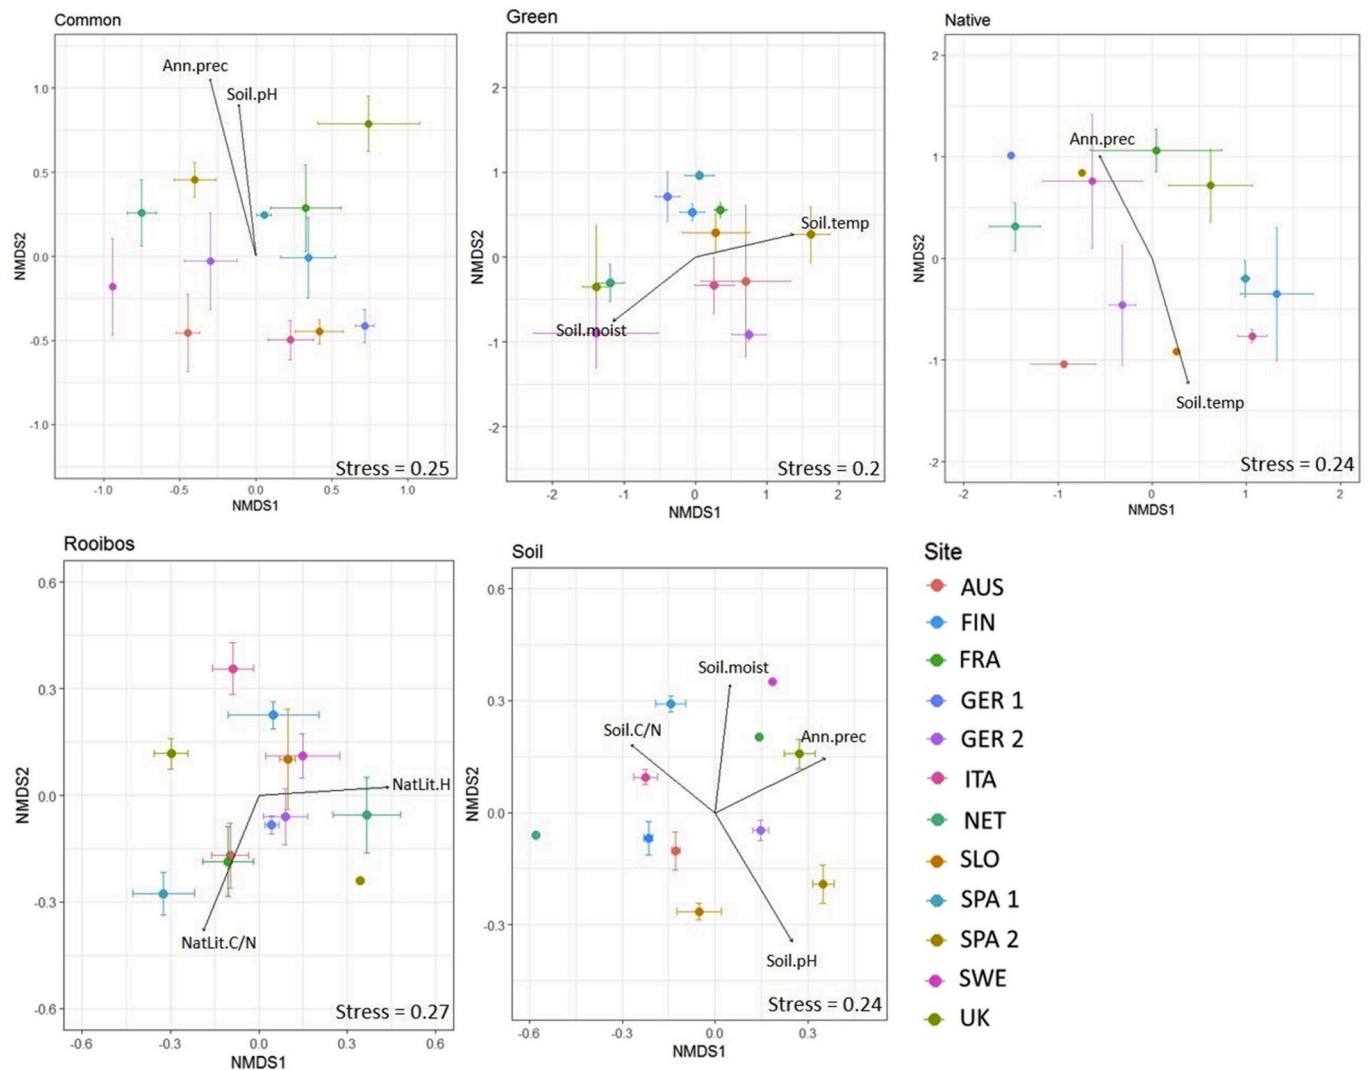 Common
Ann.prec
Soil.pH
1.0
0.5
0.0
-0.5
-1.0
NMDS2
-1.0
-0.5
0.0
0.5
1.0
NMDS1
Stress = 0.25
Green
Soil.temp
Soil.moist
2
1
0
-1
-2
NMDS2
-2
-1
0
1
2
NMDS1
Stress = 0.2
Native
Ann.prec
Soil.temp
2
1
0
-1
-2
NMDS2
-2
-1
0
1
2
NMDS1
Stress = 0.24
Rooibos
NatLit.H
NatLit.C/N
0.6
0.3
0.0
-0.3
-0.6
NMDS2
-0.6
-0.3
0.0
0.3
0.6
NMDS1
Stress = 0.27
Soil
Soil.moist
Soil.C/N
Ann.prec
Soil.pH
0.6
0.3
0.0
-0.3
NMDS2
-0.6
-0.3
0.0
0.3
NMDS1
Stress = 0.24
Site
AUS
FIN
FRA
GER 1
GER 2
ITA
NET
SLO
SPA 1
SPA 2
SWE
UK